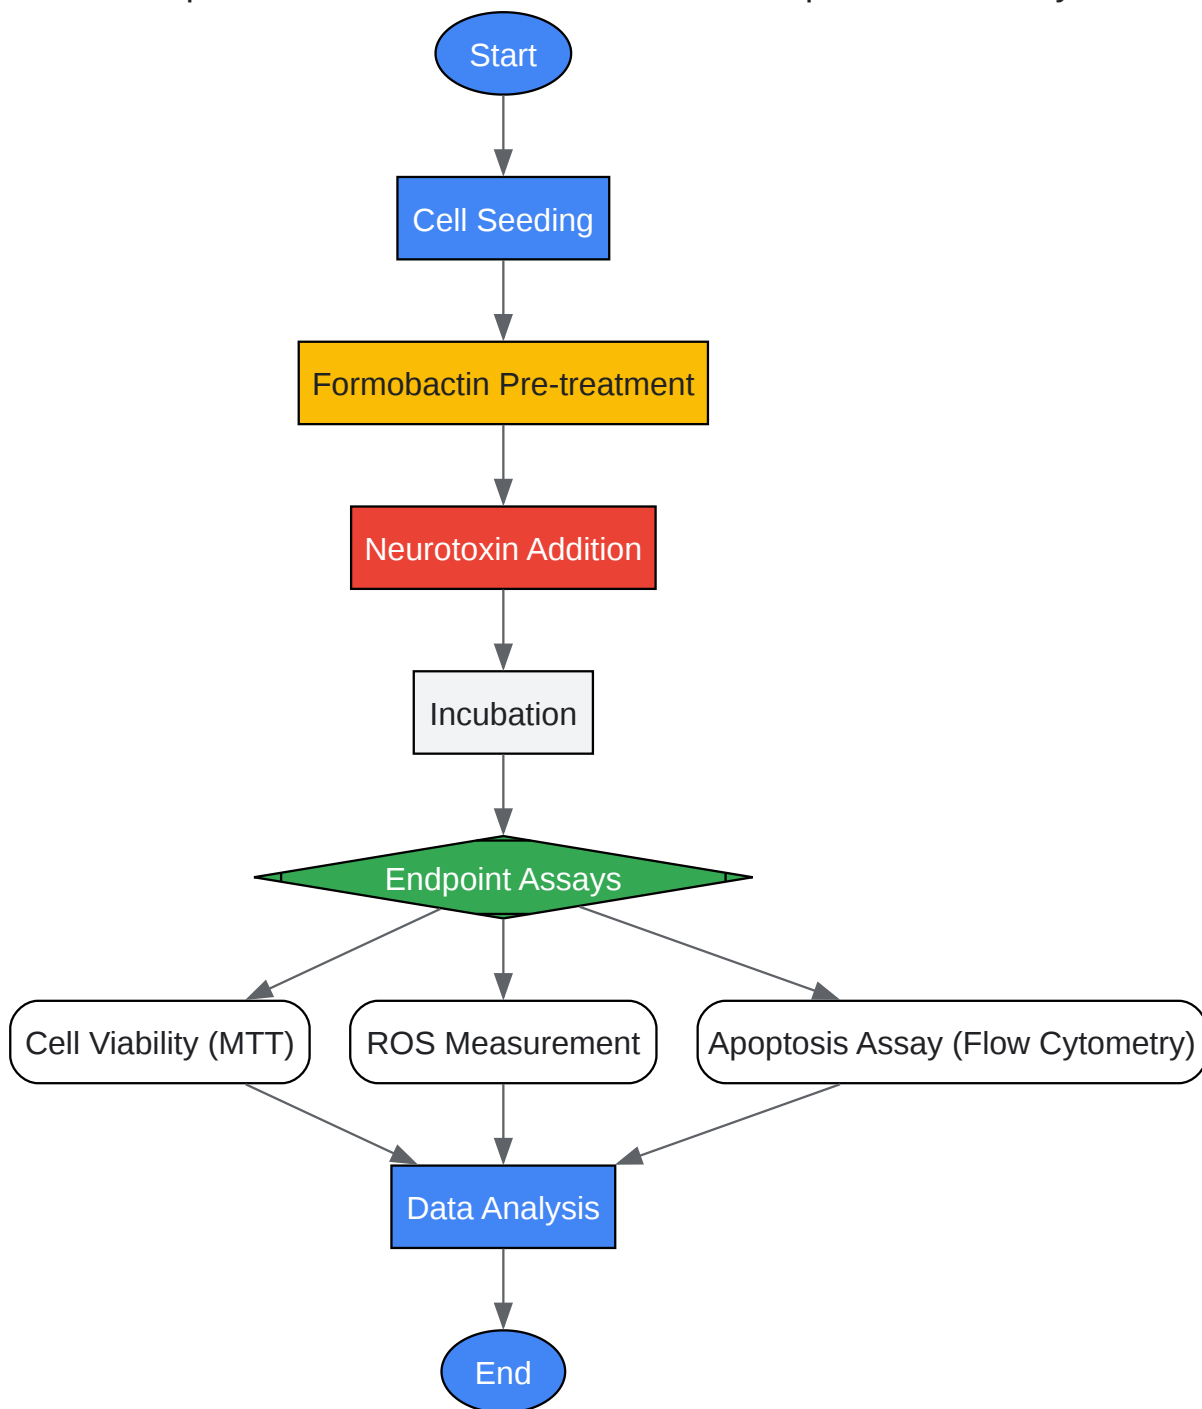 Start
Cell Seeding
Formobactin Pre-treatment
Neurotoxin Addition
Incubation
Endpoint Assays
Cell Viability (MTT)
ROS Measurement
Apoptosis Assay (Flow Cytometry)
Data Analysis
End